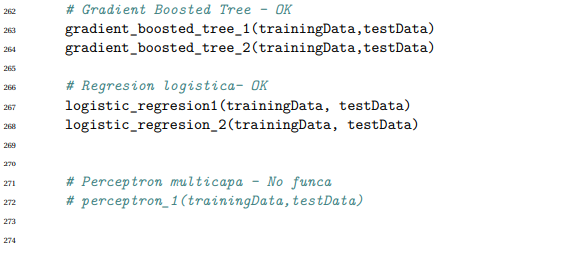 262 # Gradient Boosted Tree - OK
263 gradient_boosted_tree_1(trainingData,testData)
264 gradient_boosted_tree_2(trainingData,testData)
265
266 # Regresion logistica- OK
267 logistic_regresion1(trainingData, testData)
268 logistic_regresion_2(trainingData, testData)
269
270
271 # Perceptron multicapa - No funca
272 # perceptron_1(trainingData,testData)
273
274